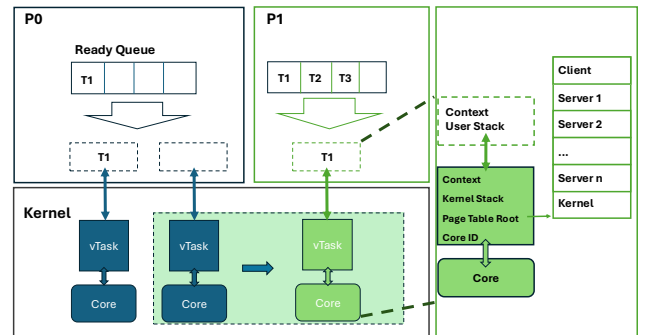 P0
Ready Queue
T1
T1
P1
T1 T2 T3
T1
Kernel
vTask
vTask
vTask
Core
Core
Core
Context
User Stack
Context
Kernel Stack
Page Table Root
Core ID
Core
Client
Server 1
Server 2
...
Server n
Kernel